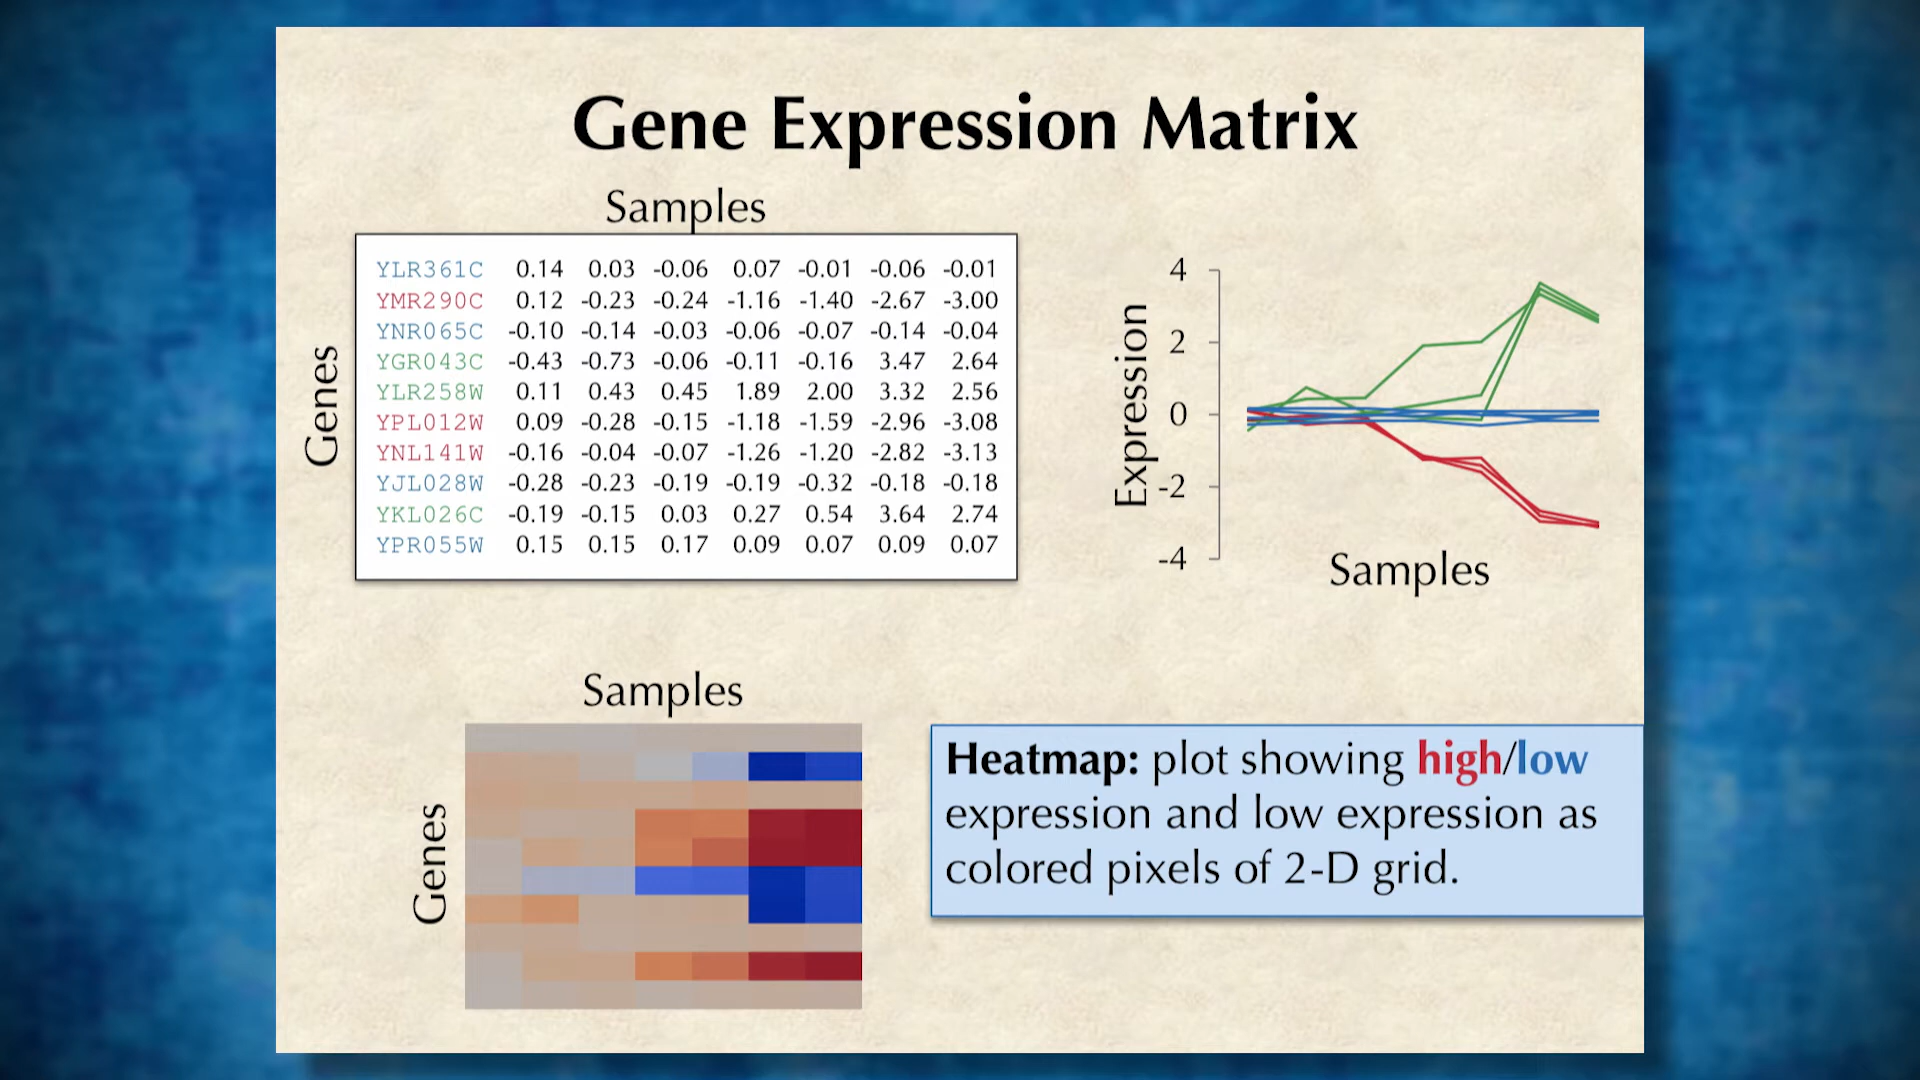 Gene Expression Matrix
Samples
Genes
YLR361C 0.14 0.03 -0.06 0.07 -0.01 -0.06 -0.01
YMR290C 0.12 -0.23 -0.24 -1.16 -1.40 -2.67 -3.00
YNR065C -0.10 -0.14 -0.03 -0.06 -0.07 -0.14 -0.04
YGR043C -0.43 -0.73 -0.06 -0.11 -0.16 3.47 2.64
YLR258W 0.11 0.43 0.45 1.89 2.00 3.32 2.56
YPL012W 0.09 -0.28 -0.15 -1.18 -1.59 -2.96 -3.08
YNL141W -0.16 -0.04 -0.07 -1.26 -1.20 -2.82 -3.13
YJL028W -0.28 -0.23 -0.19 -0.19 -0.32 -0.18 -0.18
YKL026C -0.19 -0.15 0.03 0.27 0.54 3.64 2.74
YPR055W 0.15 0.15 0.17 0.09 0.07 0.09 0.07
Expression
4
2
0
-2
-4
Samples
Samples
Genes
Heatmap: plot showing high/low
expression and low expression as
colored pixels of 2-D grid.